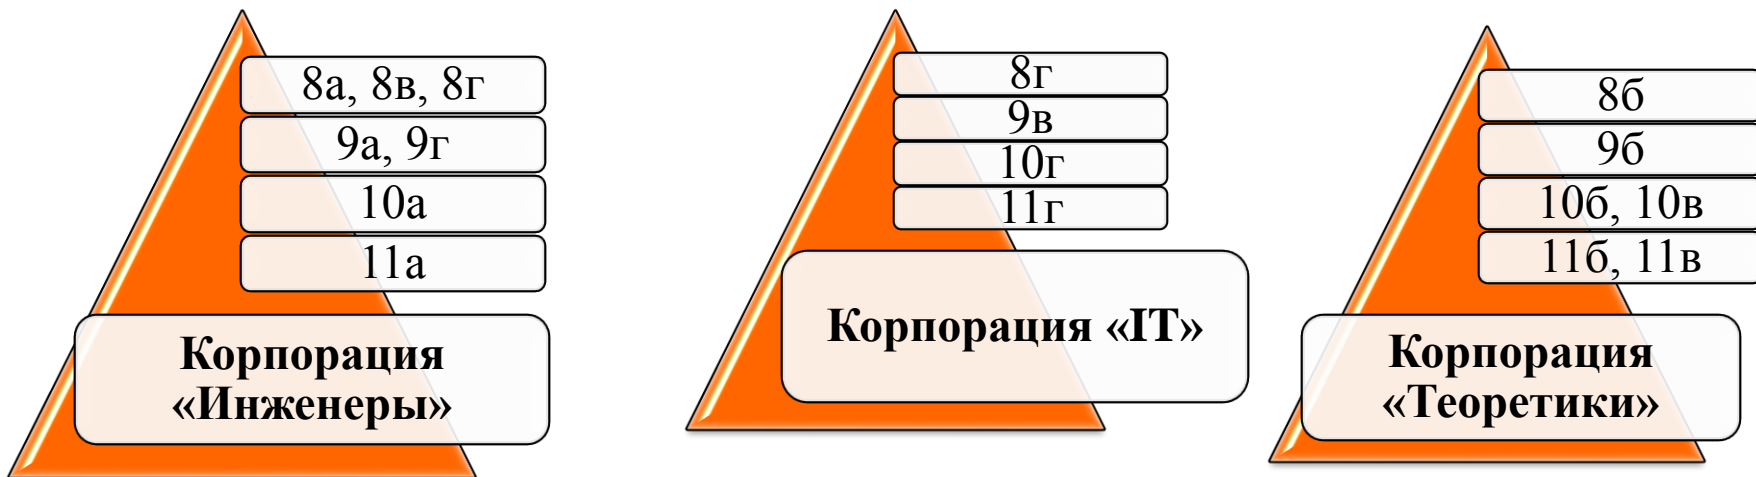 8а, 8в, 8г
9а, 9г
10а
11а
Корпорация
«Инженеры»
8г
9в
10г
11г
Корпорация «IT»
8б
9б
10б, 10в
11б, 11в
Корпорация
«Теоретики»